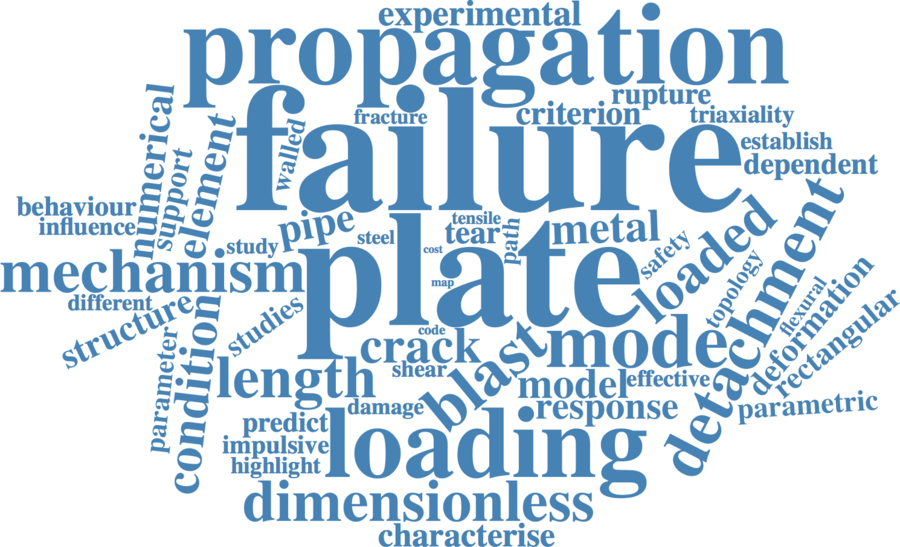 experimental
propagation
rupture
fracture
criterion
triaxiality
failure
walled
establish
dependent
numerical
support
element
behaviour
influence
pipe
tensile
tear
path
metal
steel
study
cost
map
plate
safety
loaded
detachment
topology
flexural
deformation
rectangular
mechanism
different
structure
studies
condition
parameter
code
crack
shear
blast
mode
length
model
effective
damage
response
parametric
predict
impulsive
highlight
loading
dimensionless
characterise